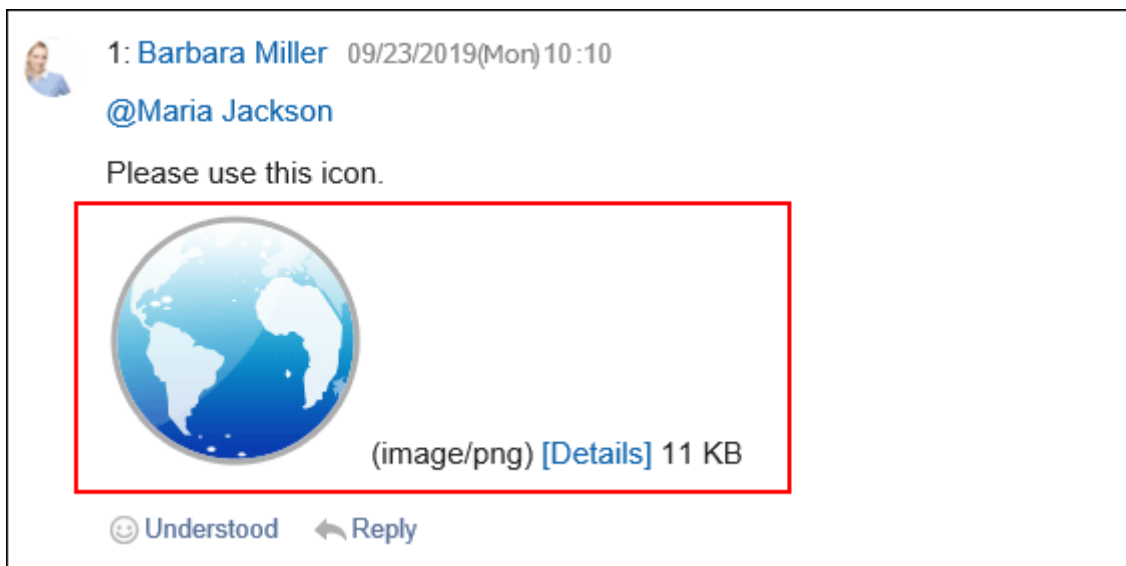 1: Barbara Miller 09/23/2019(Mon)10:10
@Maria Jackson
Please use this icon.
(image/png) [Details] 11 KB
Understood Reply